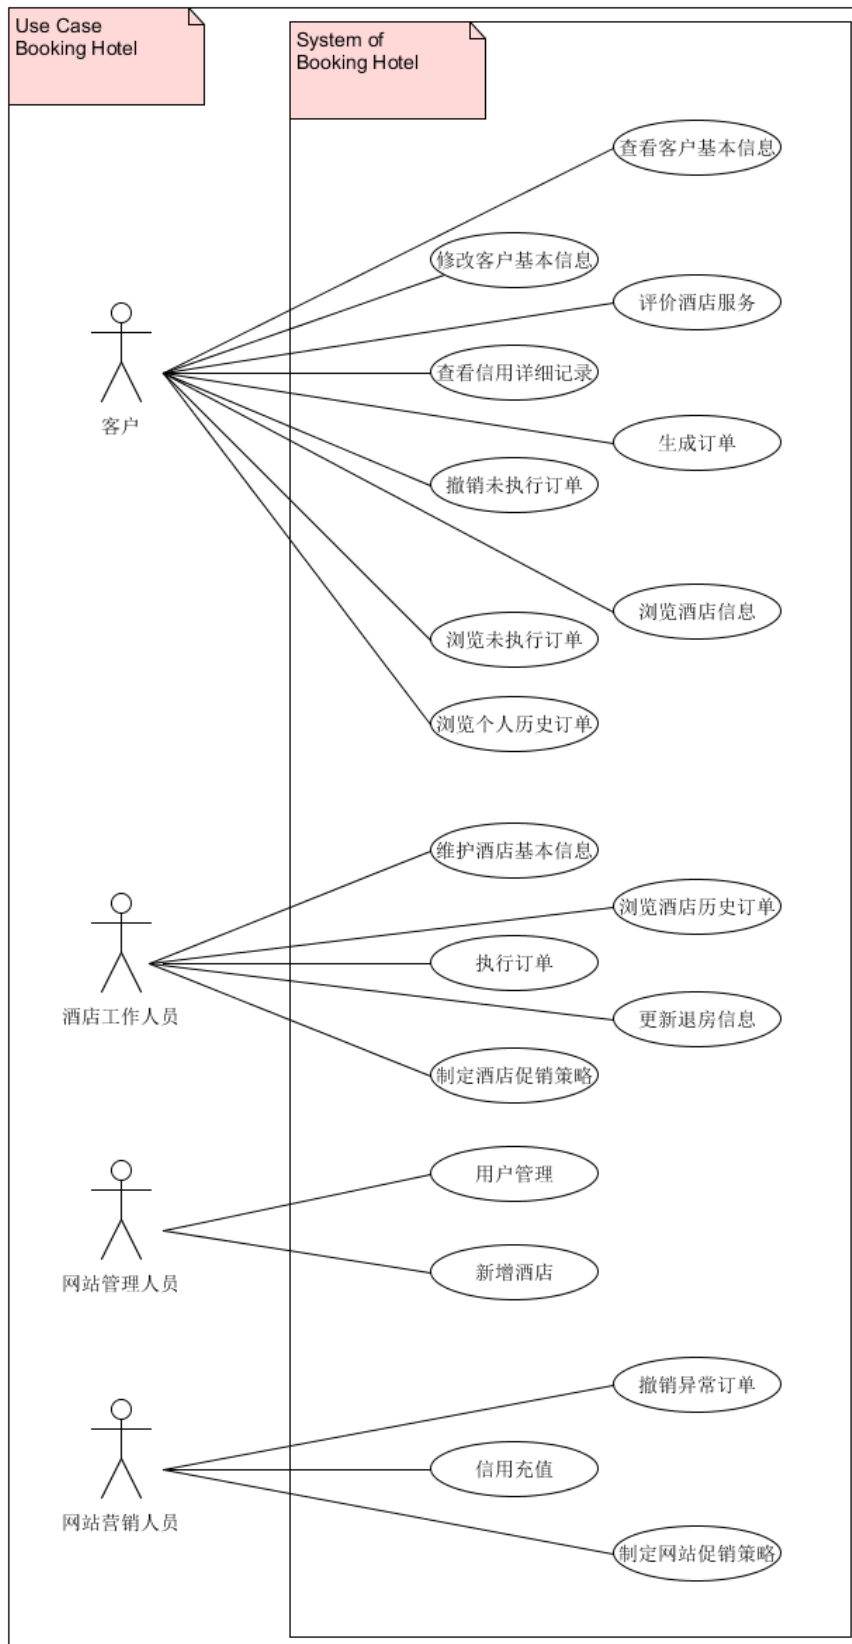 Use Case
Booking Hotel
System of
Booking Hotel
查看客户基本信息
修改客户基本信息
评价酒店服务
查看信用详细记录
客户
生成订单
撤销未执行订单
浏览酒店信息
浏览未执行订单
浏览个人历史订单
维护酒店基本信息
浏览酒店历史订单
执行订单
酒店工作人员
更新退房信息
制定酒店促销策略
用户管理
新增酒店
网站管理人员
撤销异常订单
信用充值
网站营销人员
制定网站促销策略